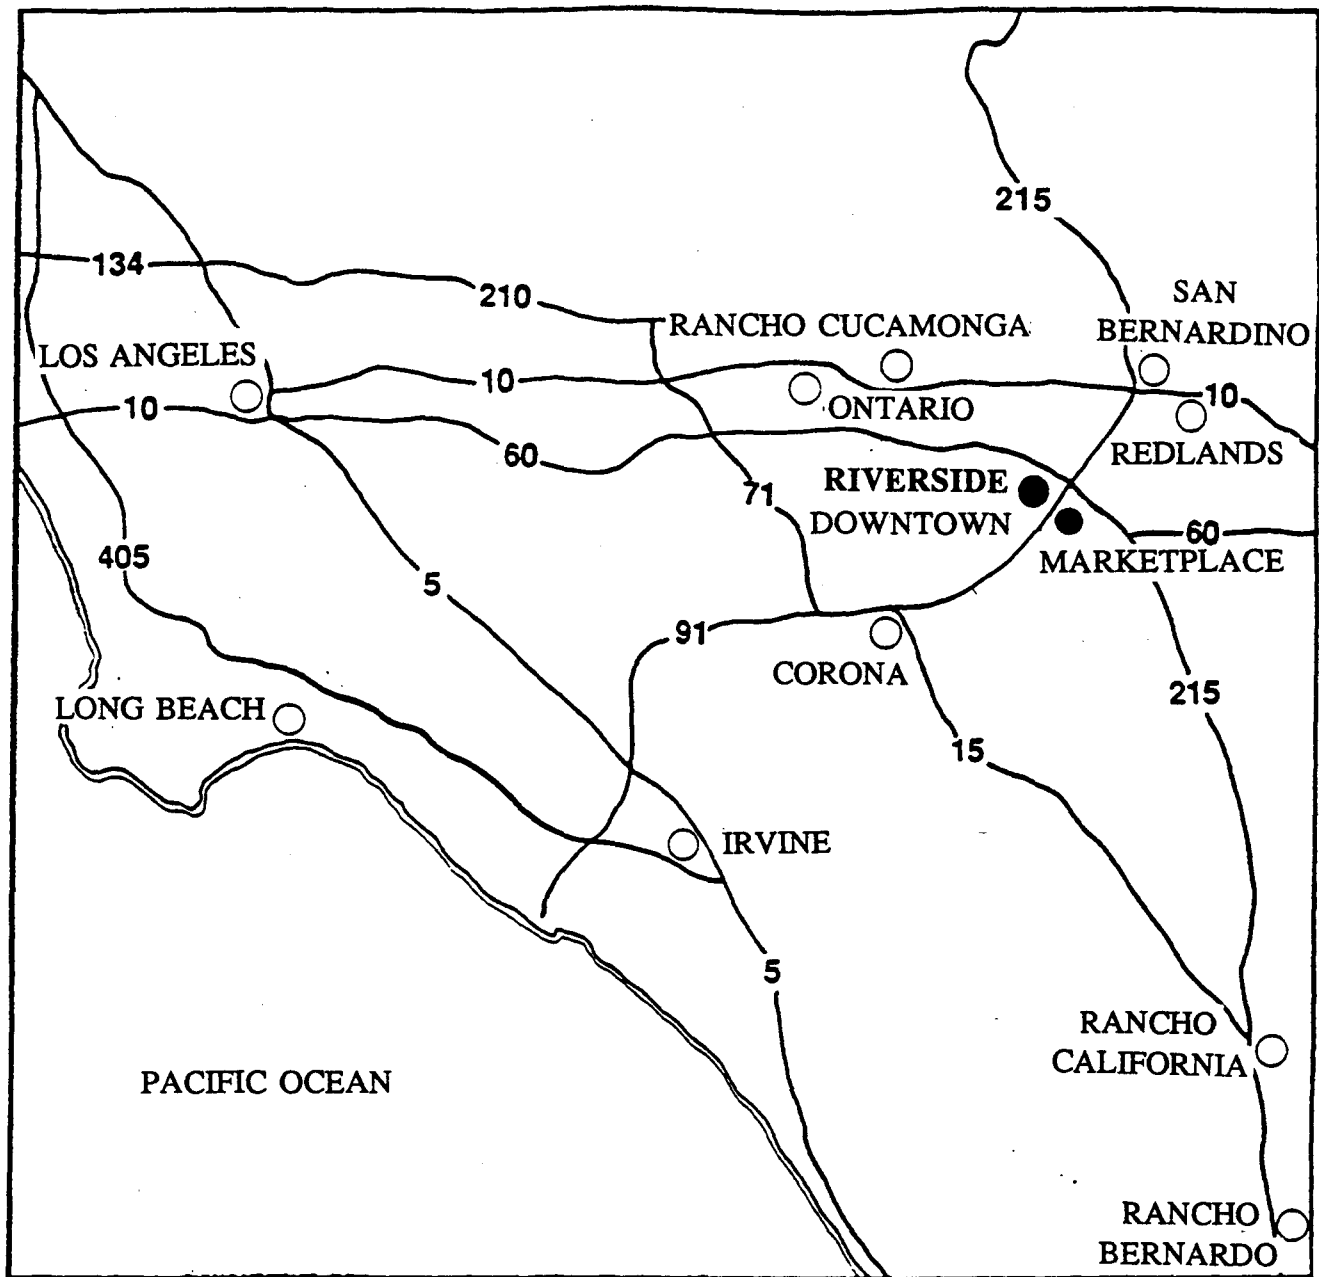 215
134
210
SAN
BERNARDINO
RANCHO CUCAMONGA
LOS ANGELES
10
10
10
ONTARIO
REDLANDS
60
71
RIVERSIDE
DOWNTOWN
60
MARKETPLACE
405
5
91
CORONA
215
LONG BEACH
15
IRVINE
5
RANCHO
CALIFORNIA
PACIFIC OCEAN
RANCHO
BERNARDO